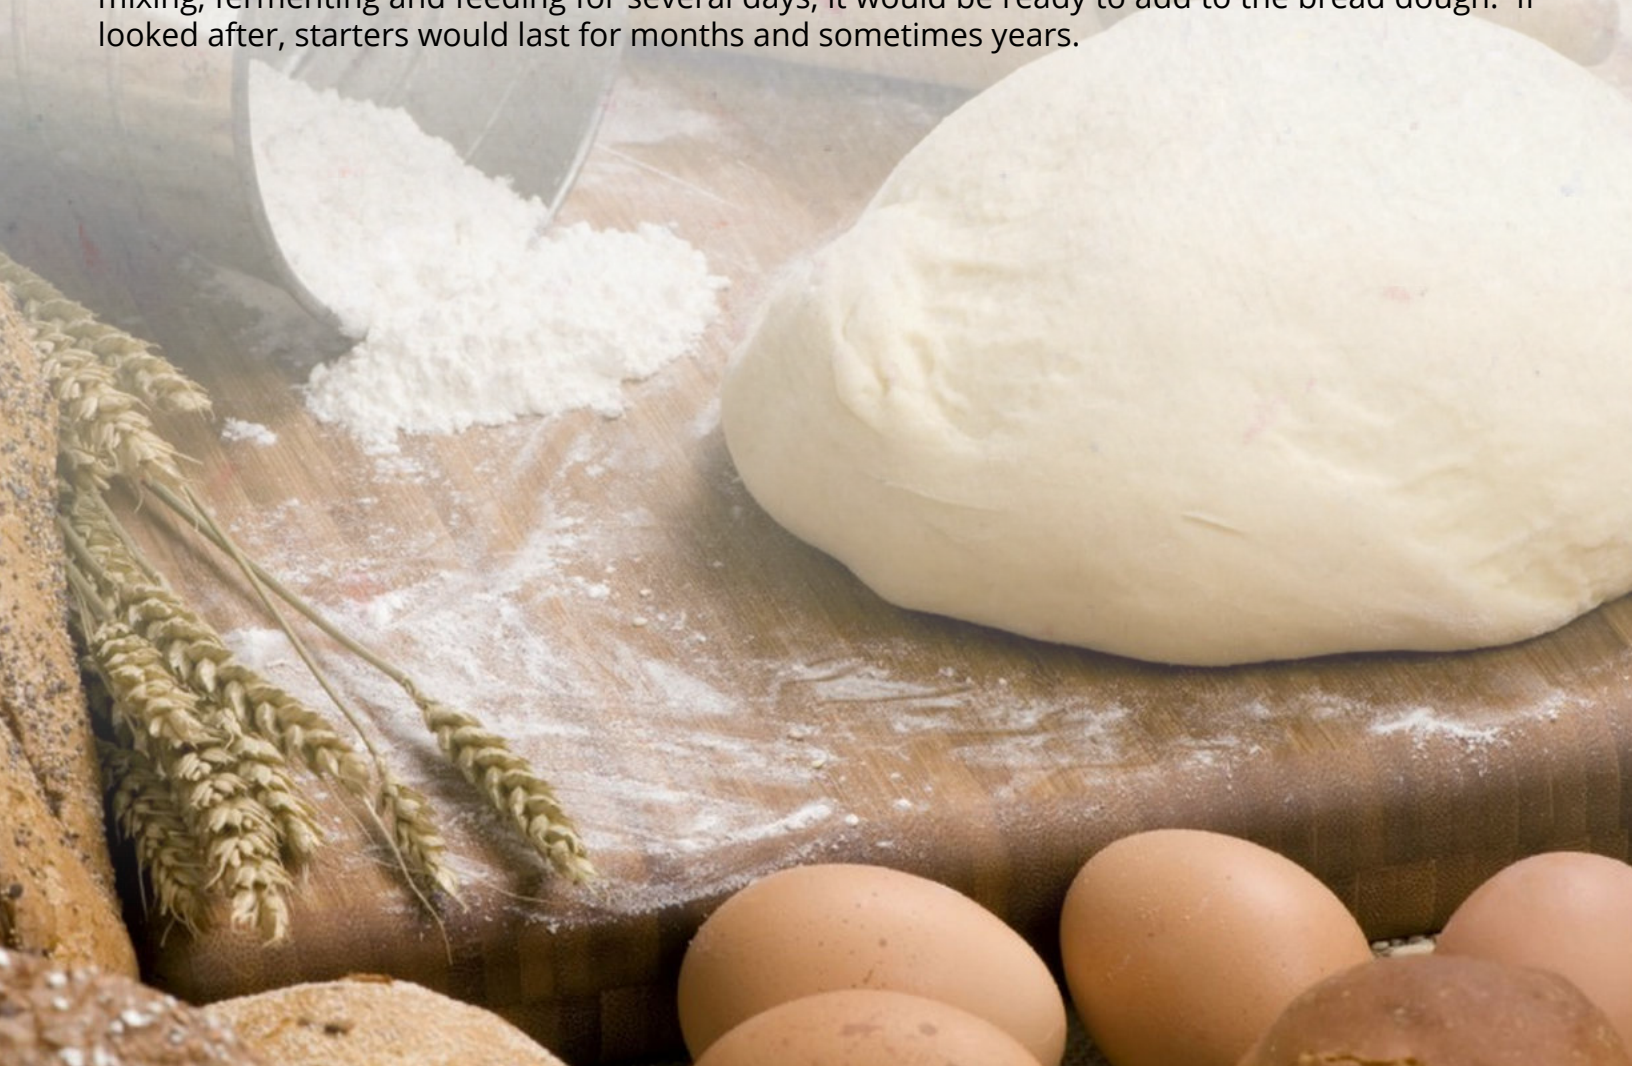 mixing, fermenting and feeding for several days, it would be ready to add to the bread dough. If
looked after, starters would last for months and sometimes years.